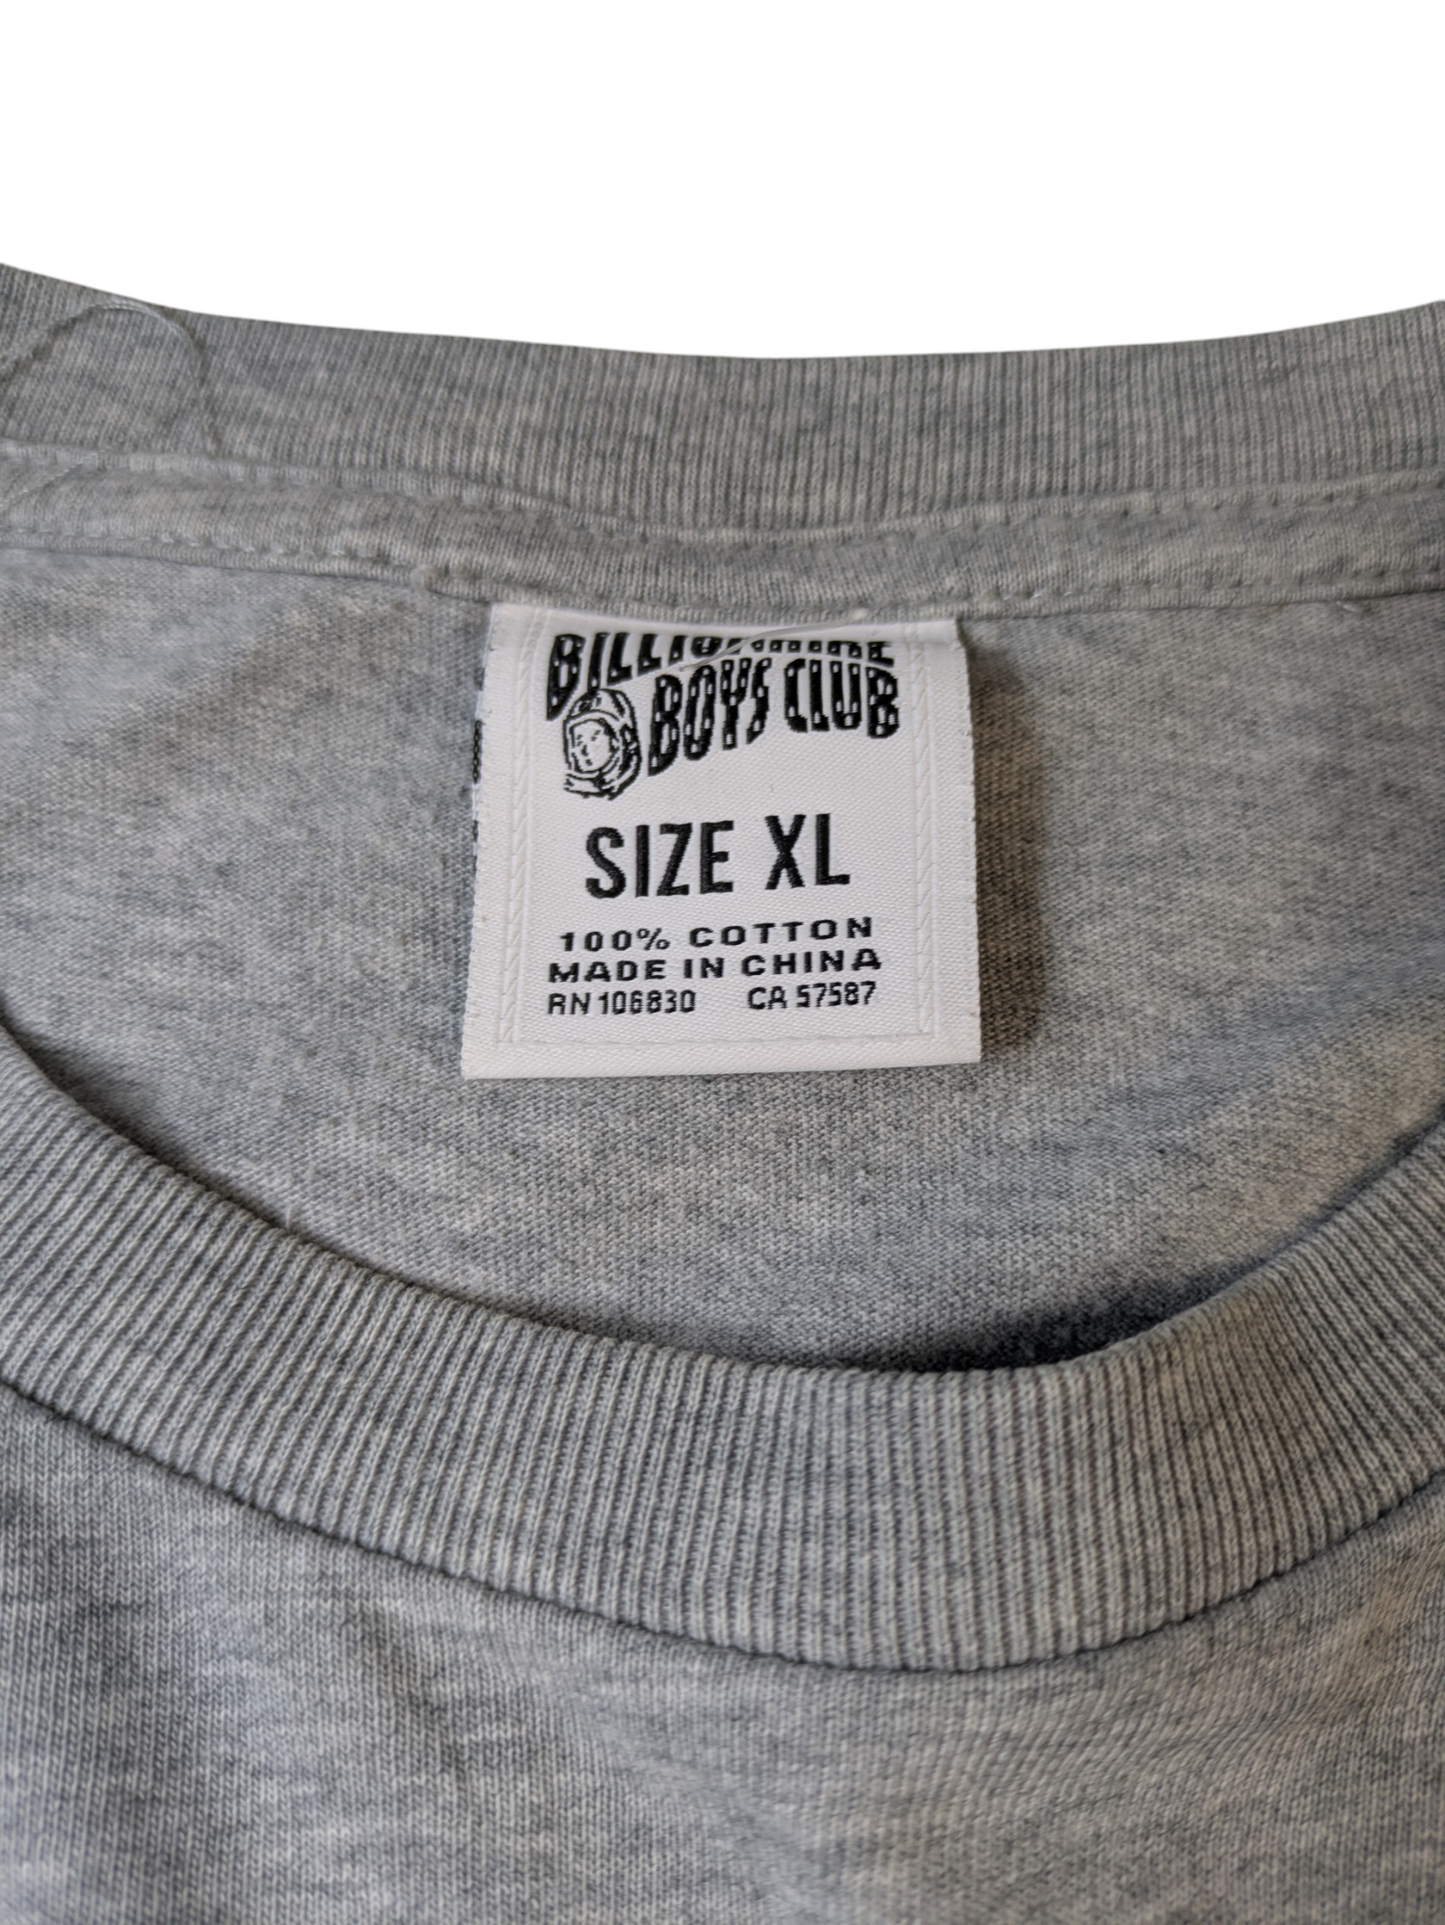 BILLIONAIRE
BOYS CLUB
SIZE XL
100% COTTON
MADE IN CHINA
RN 106830 CA 57587